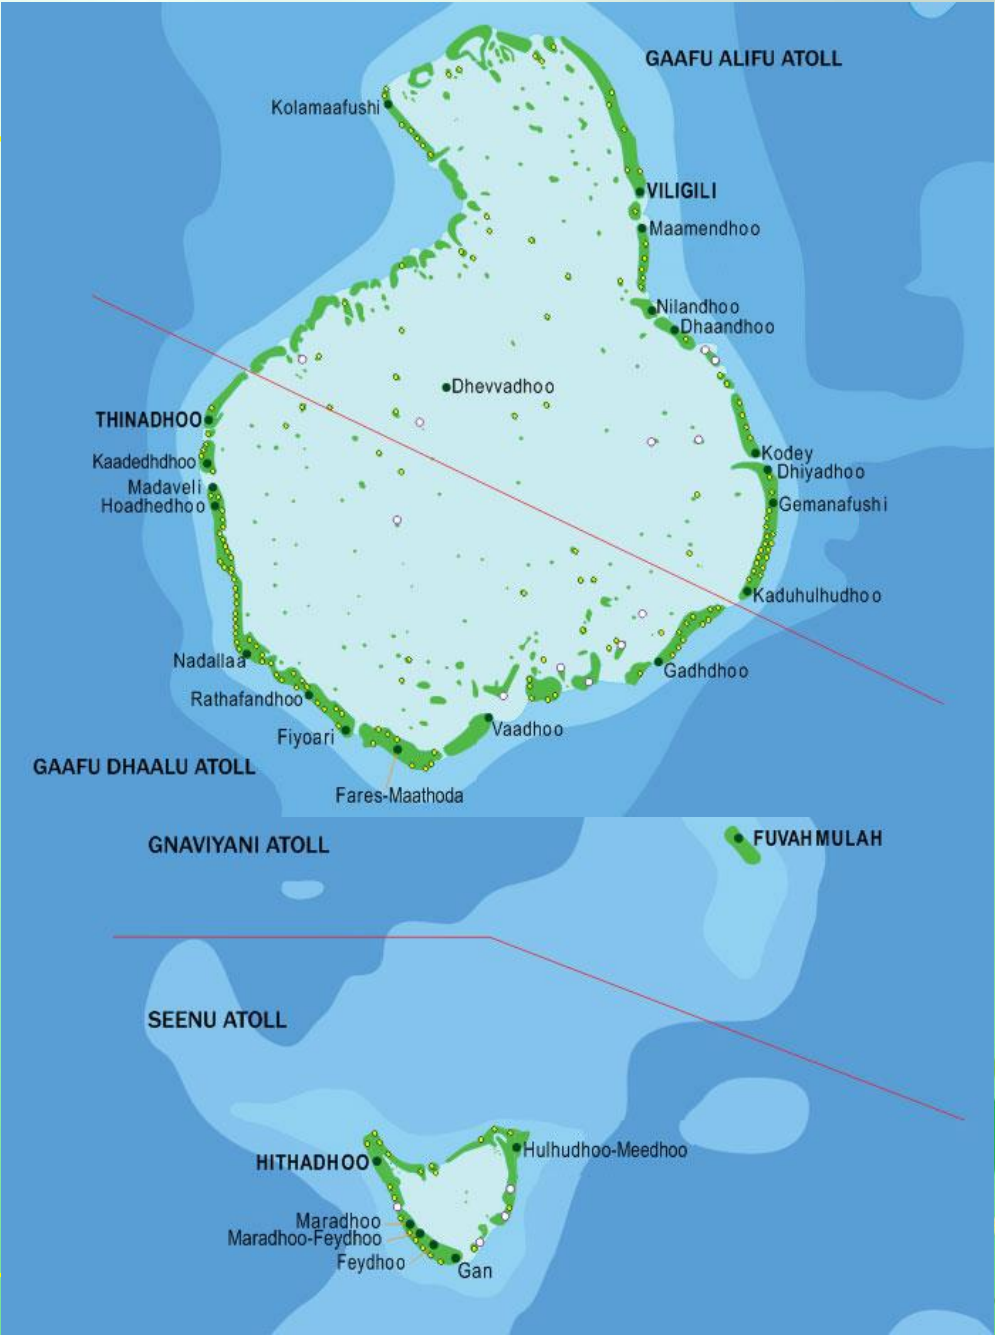 GAAFU ALIFU ATOLL
Kolamaafushi
VILIGILI
Maamendhoo
Nilandhoo
Dhaandhoo
Dhevvadhoo
THINADHOO
Kaadedhdhoo
Madaveli
Hoadhedhoo
Kodey
Dhiyadhoo
Gemanafushi
Kaduhulhudhoo
Nadallaa
Gadhdhoo
Rathafandhoo
Vaadhoo
Fiyoari
GAAFU DHAALU ATOLL
Fares-Maathoda
FUVAHMULAH
GNAVIYANI ATOLL
SEENU ATOLL
Hulhudhoo-Meedhoo
HITHADHOO
Maradhoo
Maradhoo-Feydhoo
Feydhoo
Gan